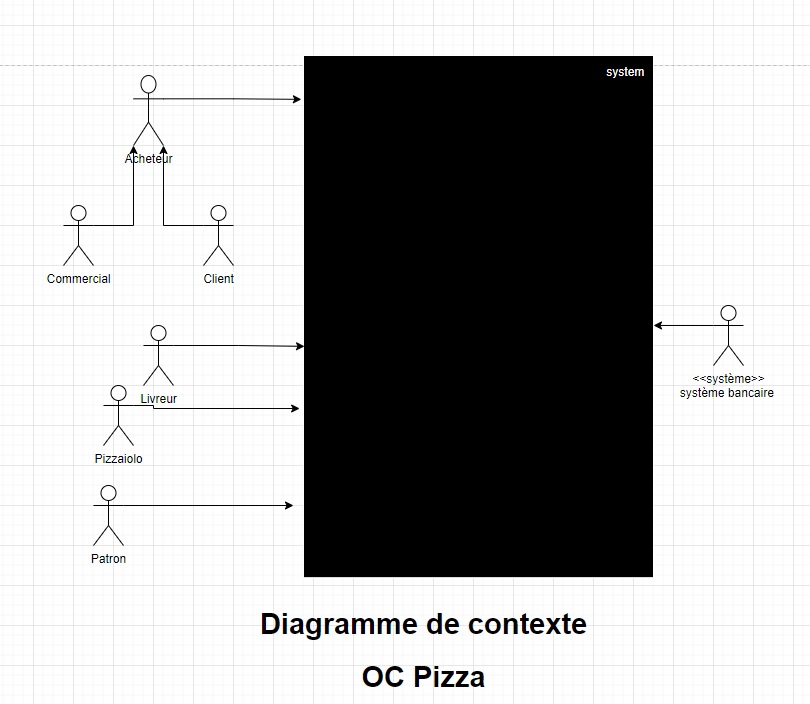 system
Acheteur
Commercial
Client
Livreur
<<système>>
système bancaire
Pizzaiolo
Patron
Diagramme de contexte
OC Pizza